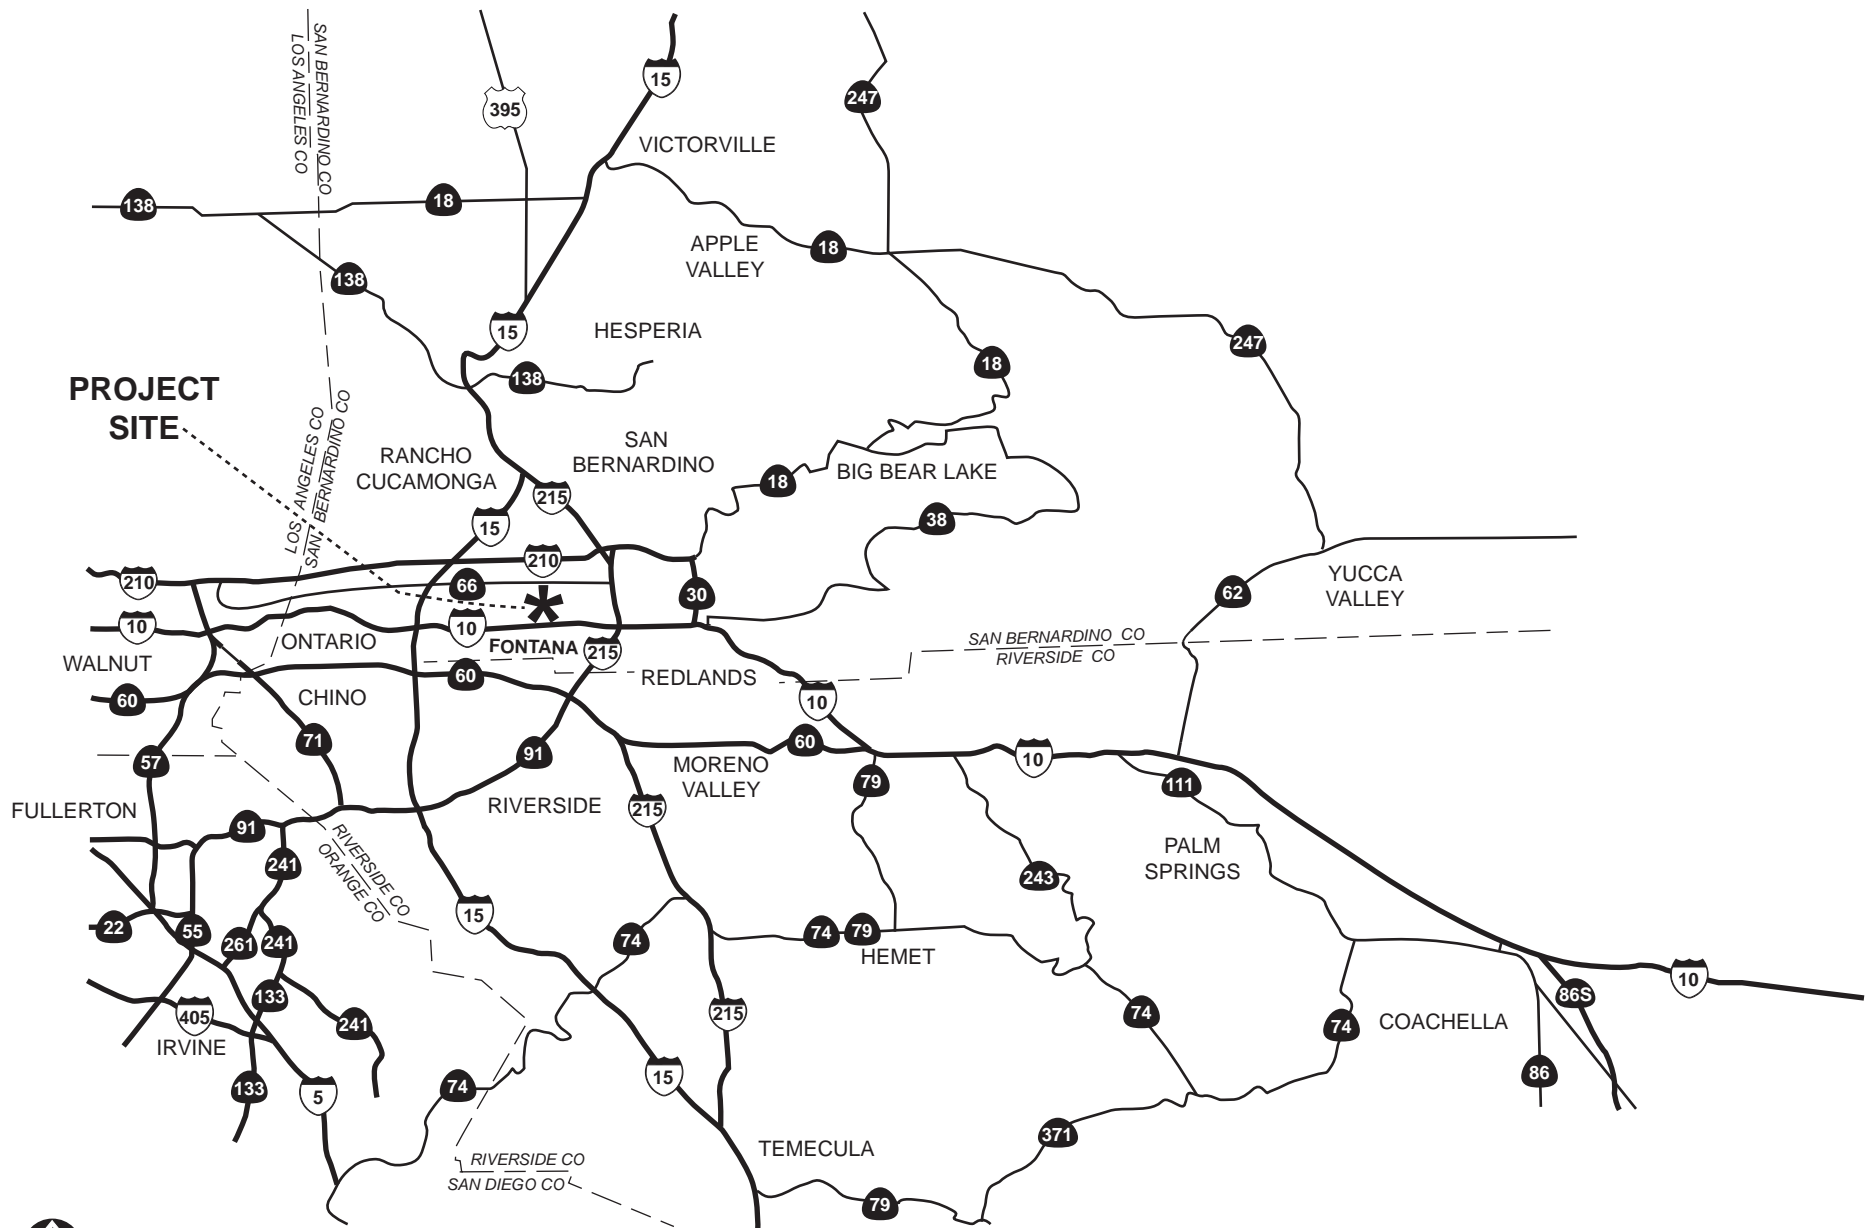 SAN BERNARDINO CO
LOS ANGELES CO
395
15
247
VICTORVILLE
138
18
APPLE
VALLEY
18
138
15
HESPERIA
247
18
138
PROJECT
SITE
LOS ANGELES CO
SAN BERNARDINO CO
RANCHO
CUCAMONGA
SAN
BERNARDINO
BIG BEAR LAKE
18
215
15
38
210
210
66
30
62
YUCCA
VALLEY
10
10
ONTARIO
FONTANA
215
SAN BERNARDINO CO
RIVERSIDE CO
WALNUT
60
REDLANDS
60
CHINO
10
71
91
60
10
57
MORENO
VALLEY
79
111
FULLERTON
RIVERSIDE
215
91
RIVERSIDE CO
ORANGE CO
241
PALM
SPRINGS
243
15
22
55
261
241
74
74
79
HEMET
133
86S
10
405
241
215
74
74
COACHELLA
IRVINE
133
5
74
15
86
371
TEMECULA
RIVERSIDE CO
SAN DIEGO CO
79